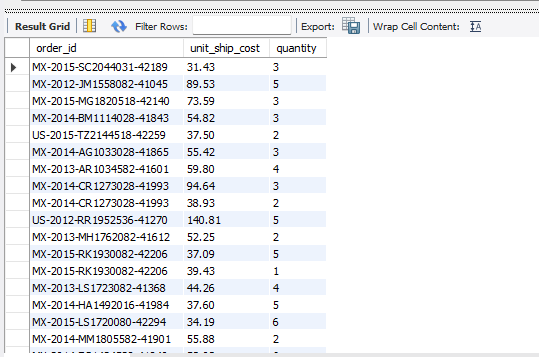 Result Grid Filter Rows: Export: Wrap Cell Content: IA
order_id unit_ship_cost quantity
MX-2015-SC2044031-42189 31.43 3
MX-2012-JM1558082-41045 89.53 5
MX-2015-MG1820518-42140 73.59 3
MX-2014-BM1114028-41843 54.82 3
US-2015-TZ2144518-42259 37.50 2
MX-2014-AG1033028-41865 55.42 3
MX-2013-AR1034582-41601 59.80 4
MX-2014-CR1273028-41993 94.64 3
MX-2014-CR1273028-41993 38.93 2
US-2012-RR1952536-41270 140.81 5
MX-2013-MH1762082-41612 52.25 2
MX-2015-RK1930082-42206 37.09 5
MX-2015-RK1930082-42206 39.43 1
MX-2013-LS1723082-41368 44.26 4
MX-2014-HA1492016-41984 37.60 5
MX-2015-LS1720080-42294 34.19 6
MX-2014-MM1805582-41901 55.88 2